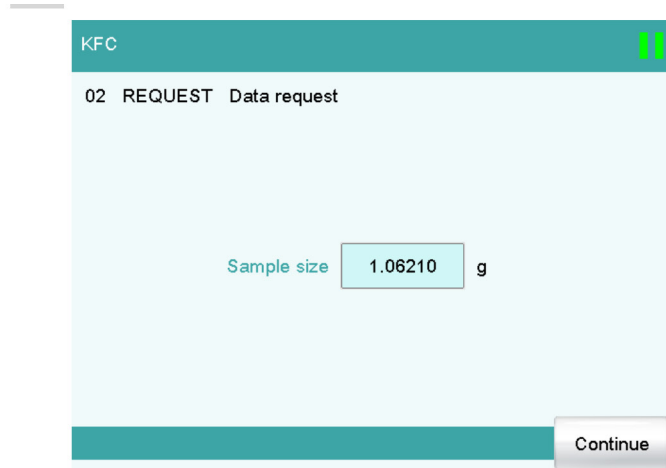 KFC
02 REQUEST Data request
Sample size 1.06210 g
Continue